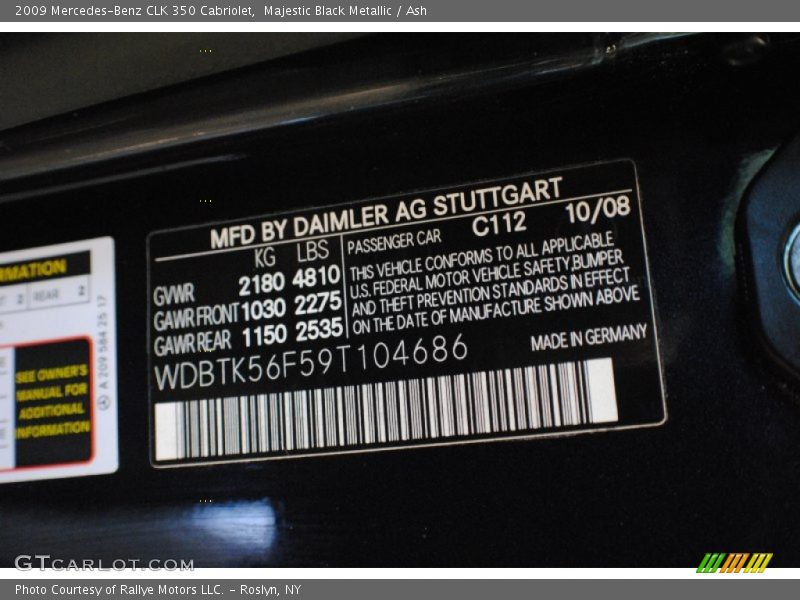 2009 Mercedes-Benz CLK 350 Cabriolet,  Majestic Black Metallic / Ash
MFD BY DAIMLER AG STUTTGART
KG LBS PASSENGER CAR C112 10/08
GVWR 2180 4810
GAWR FRONT 1030 2275
GAWR REAR 1150 2535
THIS VEHICLE CONFORMS TO ALL APPLICABLE
U.S. FEDERAL MOTOR VEHICLE SAFETY, BUMPER
AND THEFT PREVENTION STANDARDS IN EFFECT
ON THE DATE OF MANUFACTURE SHOWN ABOVE
WDBTK56F59T104686 MADE IN GERMANY
RMATION
2 REAR 2
SEE OWNER'S
MANUAL FOR
ADDITIONAL
INFORMATION
A 209 584 25 17
GTCARLOT.COM
Photo Courtesy of Rallye Motors LLC. - Roslyn, NY